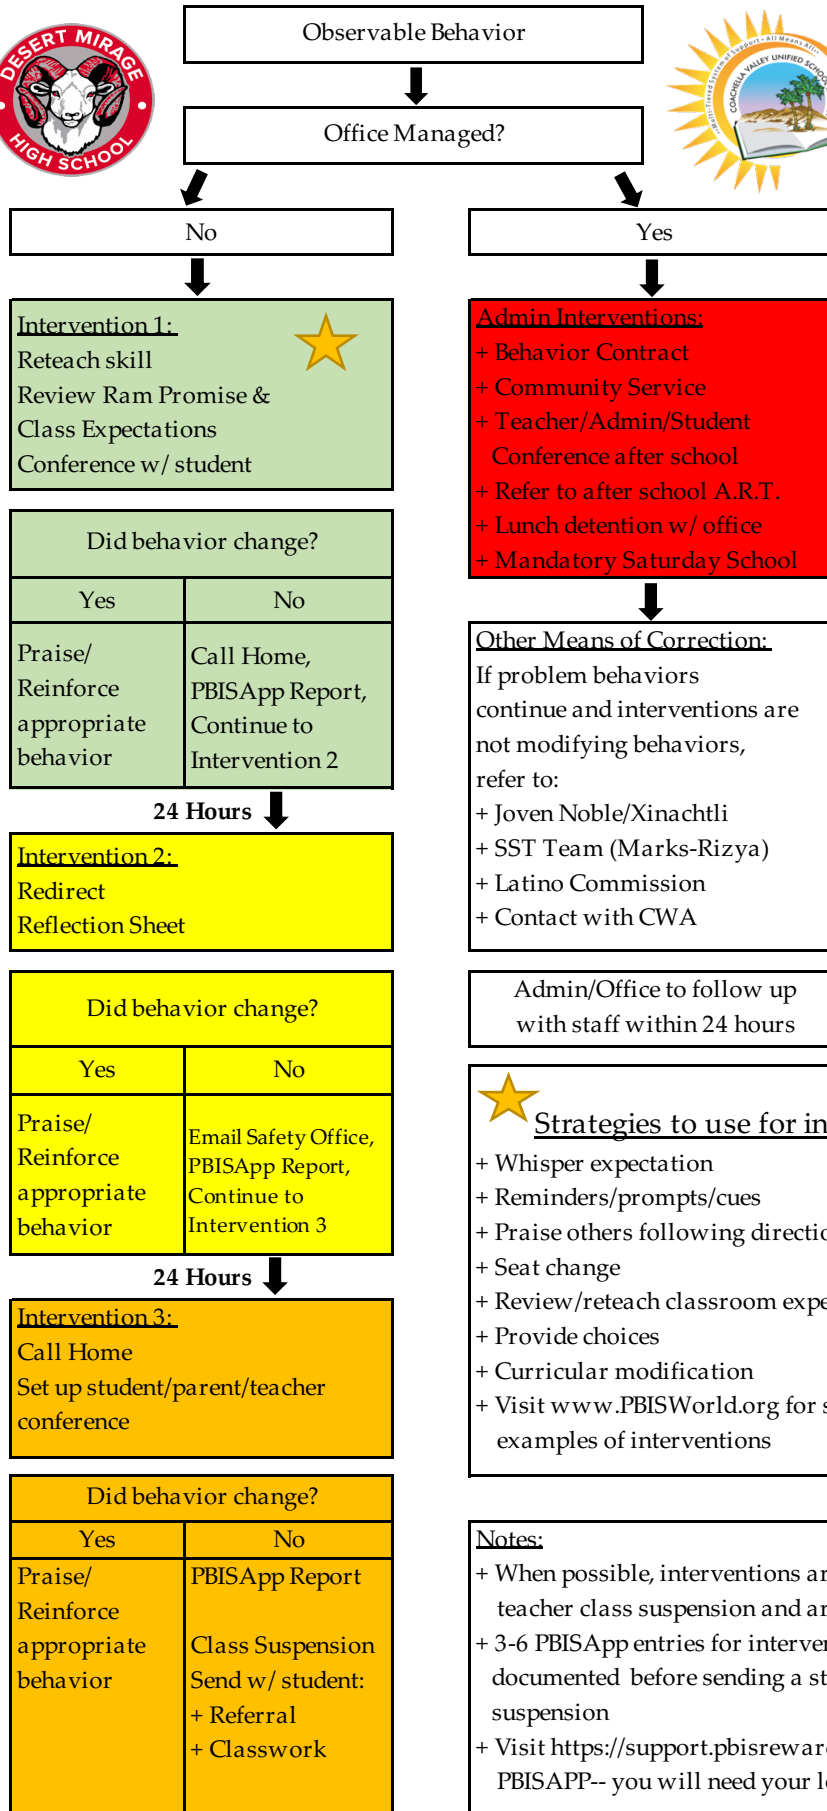 Observable Behavior
DESERT MIRAGE
HIGH SCHOOL
COACHELLA VALLEY UNIFIED
Office Managed?
No
Yes
Intervention 1:
Reteach skill
Review Ram Promise &
Class Expectations
Conference w/ student
Did behavior change?
Yes
No
Praise/
Reinforce
appropriate
behavior
Call Home,
PBISApp Report,
Continue to
Intervention 2
24 Hours
Intervention 2:
Redirect
Reflection Sheet
Did behavior change?
Yes
No
Praise/
Reinforce
appropriate
behavior
Email Safety Office,
PBISApp Report,
Continue to
Intervention 3
24 Hours
Intervention 3:
Call Home
Set up student/parent/teacher
conference
Did behavior change?
Yes
No
Praise/
Reinforce
appropriate
behavior
PBISApp Report
Class Suspension
Send w/ student:
+ Referral
+ Classwork
Admin Interventions:
+ Behavior Contract
+ Community Service
+ Teacher/Admin/Student
Conference after school
+ Refer to after school A.R.T.
+ Lunch detention w/ office
+ Mandatory Saturday School
Other Means of Correction:
If problem behaviors
continue and interventions are
not modifying behaviors,
refer to:
+ Joven Noble/Xinachtli
+ SST Team (Marks-Rizya)
+ Latino Commission
+ Contact with CWA
Admin/Office to follow up
with staff within 24 hours
Strategies to use for
+ Whisper expectation
+ Reminders/prompts/cues
+ Praise others following
+ Seat change
+ Review/reteach classroom
+ Provide choices
+ Curricular modification
+ Visit www.PBISWorld.org for
examples of interventions
Notes:
+ When possible, interventions
teacher class suspension and
+ 3-6 PBISApp entries for
documented before sending a
suspension
+ Visit
PBISAPP-- you will need your